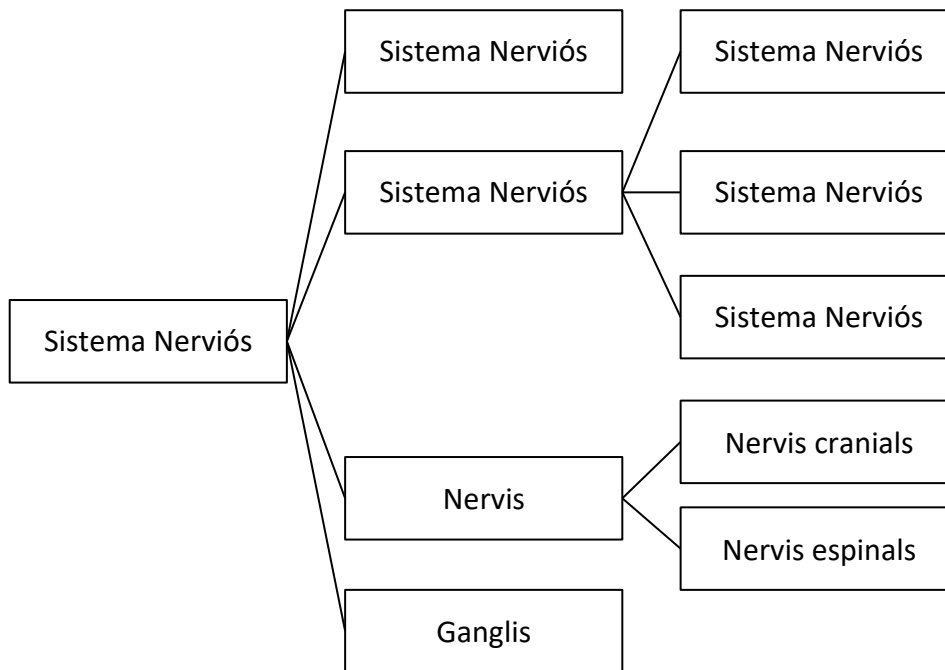 Sistema Nerviós
Sistema Nerviós
Sistema Nerviós
Sistema Nerviós
Sistema Nerviós
Sistema Nerviós
Nervis
Nervis cranials
Nervis espinals
Ganglis